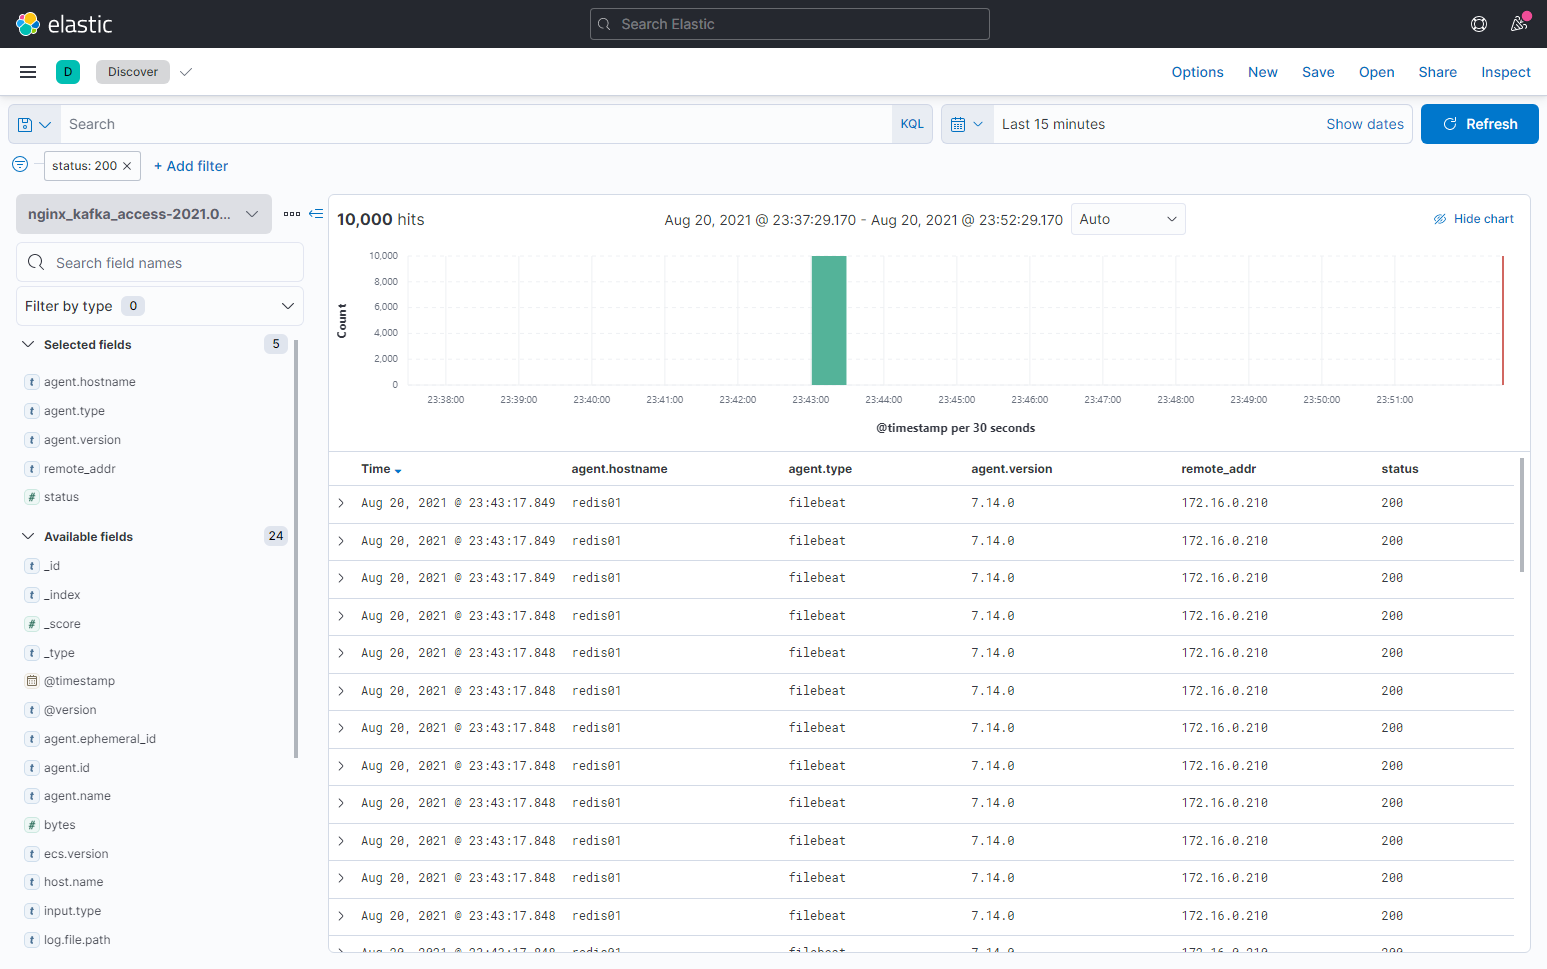 elastic
Search Elastic
D
Discover
Options New Save Open Share Inspect
Search
KQL
Last 15 minutes
Show dates
Refresh
status: 200
+ Add filter
nginx_kafka_access-2021.0...
Search field names
Filter by type 0
Selected fields 5
t agent.hostname
t agent.type
t agent.version
t remote_addr
# status
Available fields 24
t _id
t _index
# _score
t _type
@timestamp
t @version
t agent.ephemeral_id
t agent.id
t agent.name
# bytes
t ecs.version
t host.name
t input.type
t log.file.path
10,000 hits
Aug 20, 2021 @ 23:37:29.170 - Aug 20, 2021 @ 23:52:29.170
Auto
Hide chart
Count
10,000
8,000
6,000
4,000
2,000
0
23:38:00 23:39:00 23:40:00 23:41:00 23:42:00 23:43:00 23:44:00 23:45:00 23:46:00 23:47:00 23:48:00 23:49:00 23:50:00 23:51:00
@timestamp per 30 seconds
Time agent.hostname agent.type agent.version remote_addr status
Aug 20, 2021 @ 23:43:17.849 redis01 filebeat 7.14.0 172.16.0.210 200
Aug 20, 2021 @ 23:43:17.849 redis01 filebeat 7.14.0 172.16.0.210 200
Aug 20, 2021 @ 23:43:17.849 redis01 filebeat 7.14.0 172.16.0.210 200
Aug 20, 2021 @ 23:43:17.848 redis01 filebeat 7.14.0 172.16.0.210 200
Aug 20, 2021 @ 23:43:17.848 redis01 filebeat 7.14.0 172.16.0.210 200
Aug 20, 2021 @ 23:43:17.848 redis01 filebeat 7.14.0 172.16.0.210 200
Aug 20, 2021 @ 23:43:17.848 redis01 filebeat 7.14.0 172.16.0.210 200
Aug 20, 2021 @ 23:43:17.848 redis01 filebeat 7.14.0 172.16.0.210 200
Aug 20, 2021 @ 23:43:17.848 redis01 filebeat 7.14.0 172.16.0.210 200
Aug 20, 2021 @ 23:43:17.848 redis01 filebeat 7.14.0 172.16.0.210 200
Aug 20, 2021 @ 23:43:17.848 redis01 filebeat 7.14.0 172.16.0.210 200
Aug 20, 2021 @ 23:43:17.848 redis01 filebeat 7.14.0 172.16.0.210 200
Aug 20, 2021 @ 23:43:17.848 redis01 filebeat 7.14.0 172.16.0.210 200